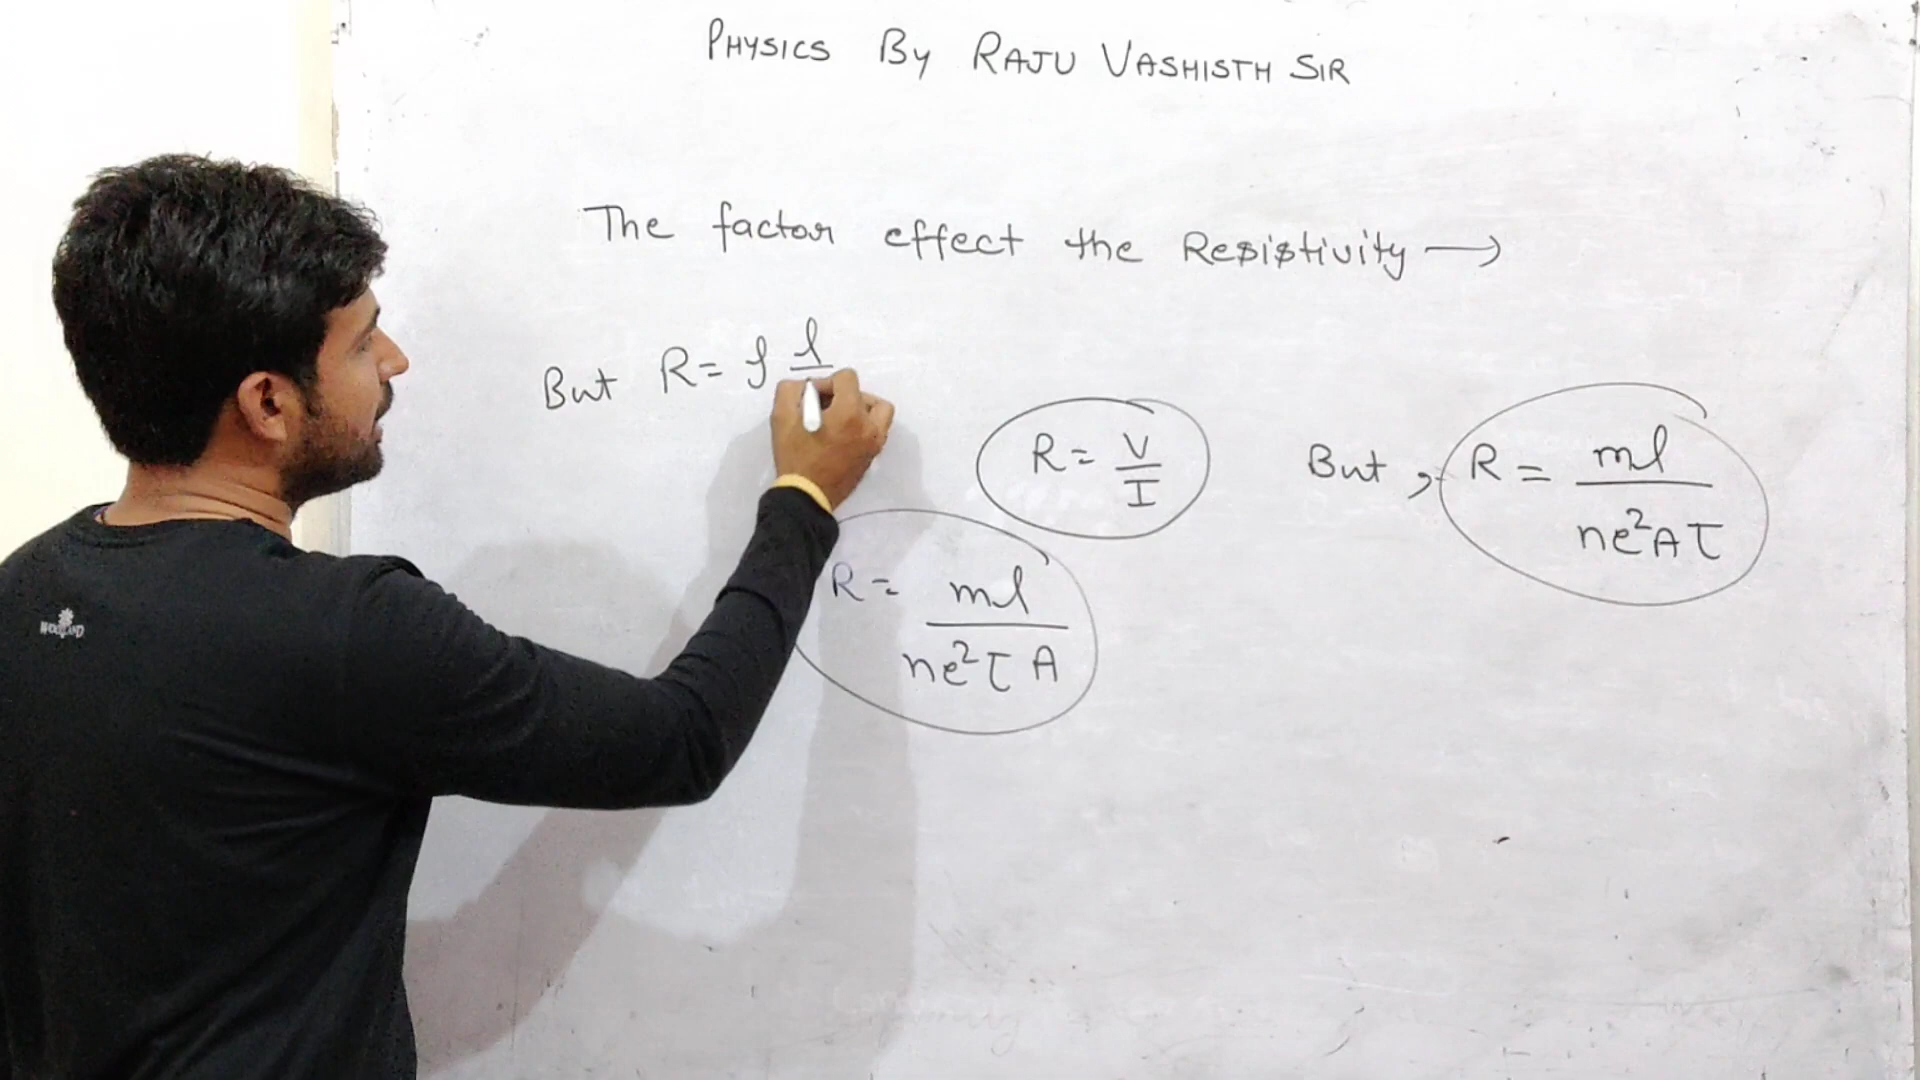 PHYSICS By RAJU VASHISTH SIR
The factor effect the Resistivity →
But R = ρ l
R = V/I
But, R = ml / ne²Aτ
R = ml / ne²τA